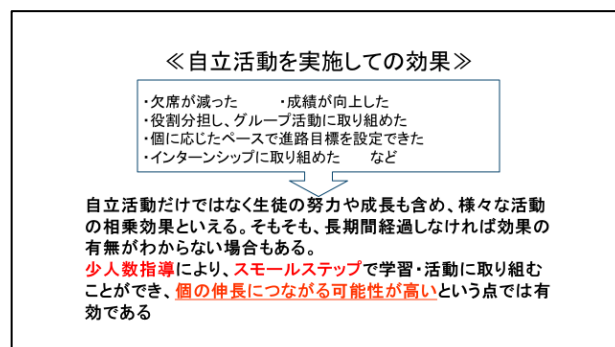 ≪自立活動を実施しての効果≫
・欠席が減った　　　・成績が向上した
・役割分担し、グループ活動に取り組めた
・個に応じたペースで進路目標を設定できた
・インターンシップに取り組めた　　など
自立活動だけではなく生徒の努力や成長も含め、様々な活動
の相乗効果といえる。そもそも、長期間経過しなければ効果の
有無がわからない場合もある。
少人数指導により、スモールステップで学習・活動に取り組む
ことができ、個の伸長につながる可能性が高いという点では有
効である